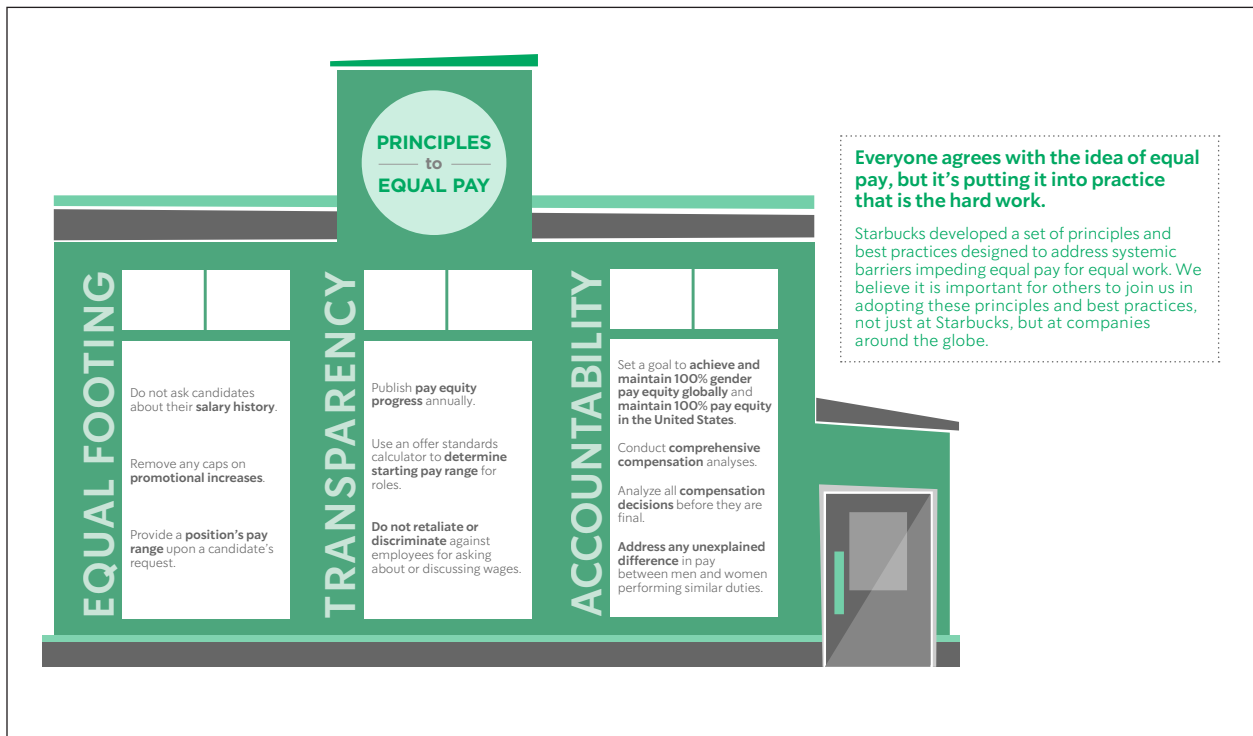 PRINCIPLES
to
EQUAL PAY
EQUAL FOOTING
Do not ask candidates
about their salary history.
Remove any caps on
promotional increases.
Provide a position’s pay
range upon a candidate’s
request.
TRANSPARENCY
Publish pay equity
progress annually.
Use an offer standards
calculator to determine
starting pay range for
roles.
Do not retaliate or
discriminate against
employees for asking
about or discussing wages.
ACCOUNTABILITY
Set a goal to achieve and
maintain 100% gender
pay equity globally and
maintain 100% pay equity
in the United States.
Conduct comprehensive
compensation analyses.
Analyze all compensation
decisions before they are
final.
Address any unexplained
difference in pay
between men and women
performing similar duties.
Everyone agrees with the idea of equal
pay, but it’s putting it into practice
that is the hard work.
Starbucks developed a set of principles and
best practices designed to address systemic
barriers impeding equal pay for equal work. We
believe it is important for others to join us in
adopting these principles and best practices,
not just at Starbucks, but at companies
around the globe.